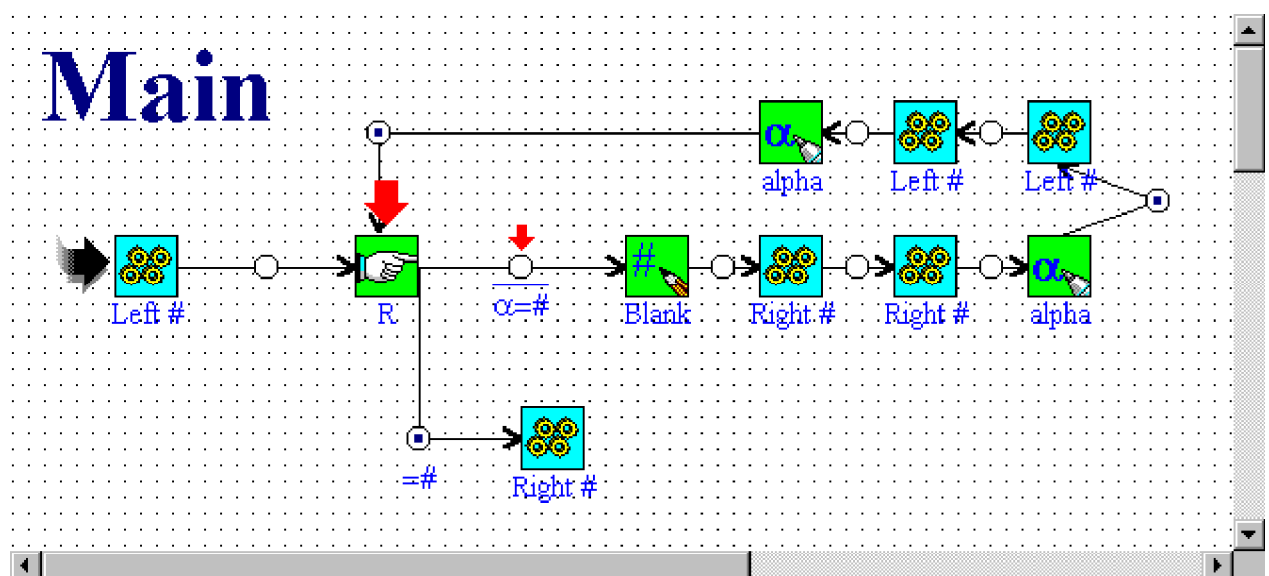 Main
α
alpha
Left #
Left #
Left #
R
α=#
#
Blank
Right #
Right #
α
alpha
=#
Right #